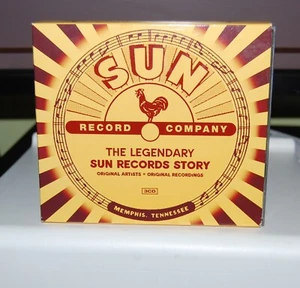 SUN
RECORD COMPANY
THE LEGENDARY
SUN RECORDS STORY
ORIGINAL ARTISTS • ORIGINAL RECORDINGS
3CD
MEMPHIS, TENNESSEE